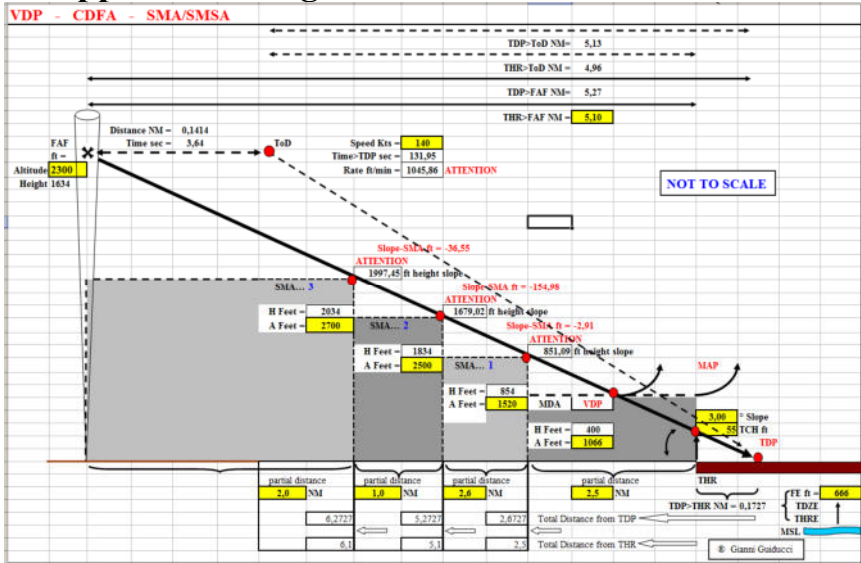 VDP - CDFA - SMA/SMSA
TDP>ToD NM= 5,13
THR>ToD NM= 4,96
TDP>FAF NM= 5,27
THR>FAF NM= 5,10
Distance NM = 0,1414
Time sec = 3,64
FAF
ft =
Altitude 2300
Height 1634
ToD
Speed Kts = 140
Time>TDP sec = 131,95
Rate ft/min = 1045,86 ATTENTION
NOT TO SCALE
Slope-SMA ft = -36,55
ATTENTION
1997,45 ft height slope
SMA... 3
H Feet = 2034
A Feet = 2700
Slope-SMA ft = -154,98
ATTENTION
1679,02 ft height slope
SMA... 2
H Feet = 1834
A Feet = 2500
Slope-SMA ft = -2,91
ATTENTION
851,09 ft height slope
SMA... 1
H Feet = 854
A Feet = 1520
MAP
MDA VDP
H Feet = 400
A Feet = 1066
3,00 ° Slope
55 TCH ft
TDP
THR
partial distance
2,0 NM
partial distance
1,0 NM
partial distance
2,6 NM
partial distance
2,5 NM
TDP>THR NM = 0,1727
FE ft = 666
TDZE
THRE
MSL
6,2727 5,2727 2,6727 Total Distance from TDP
6,1 5,1 2,5 Total Distance from THR
® Gianni Guiducci